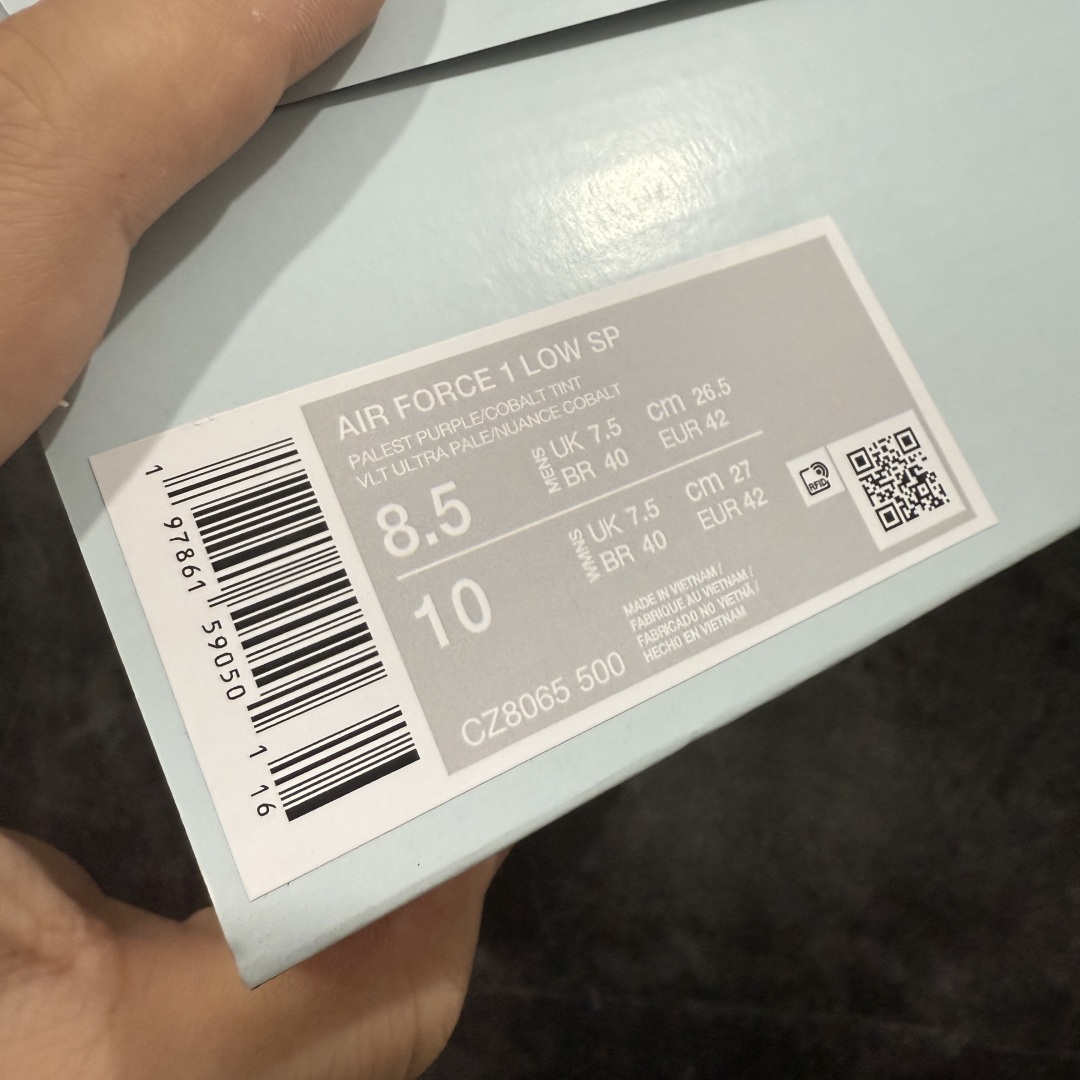 AIR FORCE 1 LOW SP
PALEST PURPLE/COBALT TINT
VLT ULTRA PALE/NUANCE COBALT
8.5
MENS
UK 7.5
cm 26.5
BR 40
EUR 42
10
WMNS
UK 7.5
cm 27
BR 40
EUR 42
MADE IN VIETNAM /
FABRIQUE AU VIETNAM /
FABRICADO NO VIETNÃ /
HECHO EN VIETNAM
CZ8065 500
RFID
1 97861 59050 1 16